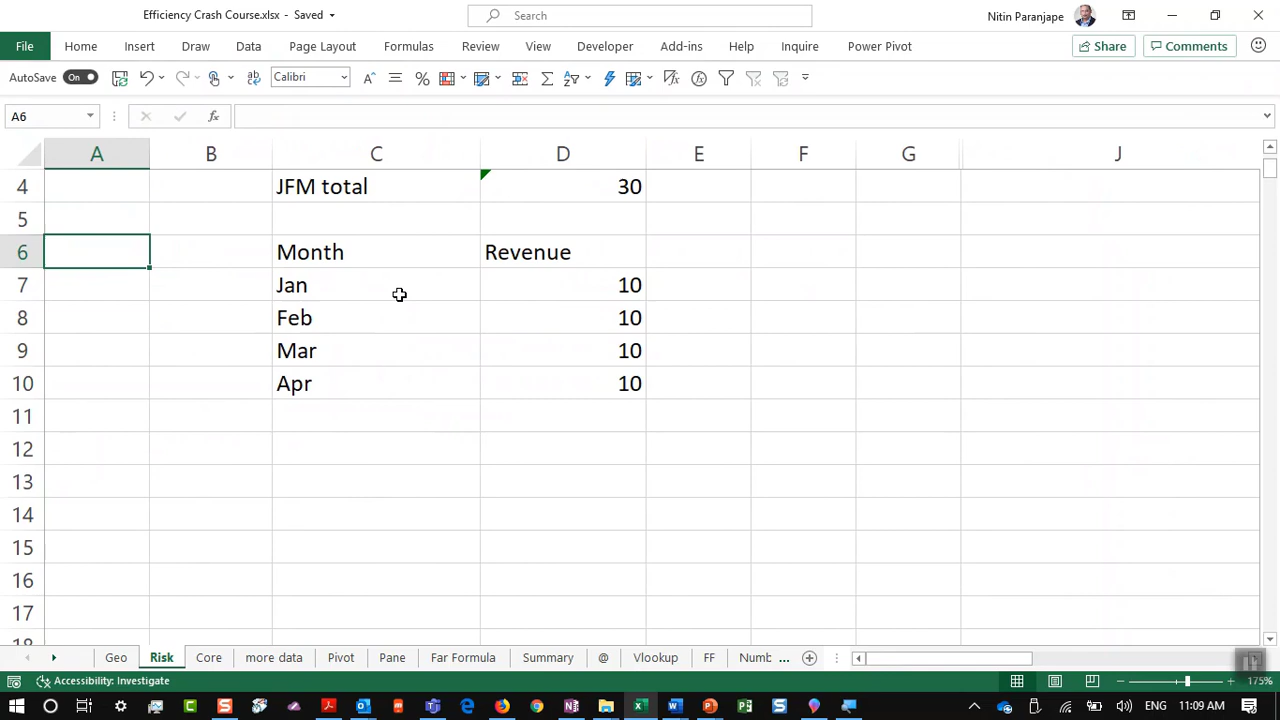 Efficiency Crash Course.xlsx - Saved
Search
Nitin Paranjape
File Home Insert Draw Data Page Layout Formulas Review View Developer Add-ins Help Inquire Power Pivot Share Comments
AutoSave On Calibri
A6
A B C D E F G J
4 JFM total 30
5
6 Month Revenue
7 Jan 10
8 Feb 10
9 Mar 10
10 Apr 10
11
12
13
14
15
16
17
18
Geo Risk Core more data Pivot Pane Far Formula Summary @ Vlookup FF Numb ...
Accessibility: Investigate 175%
ENG 11:09 AM